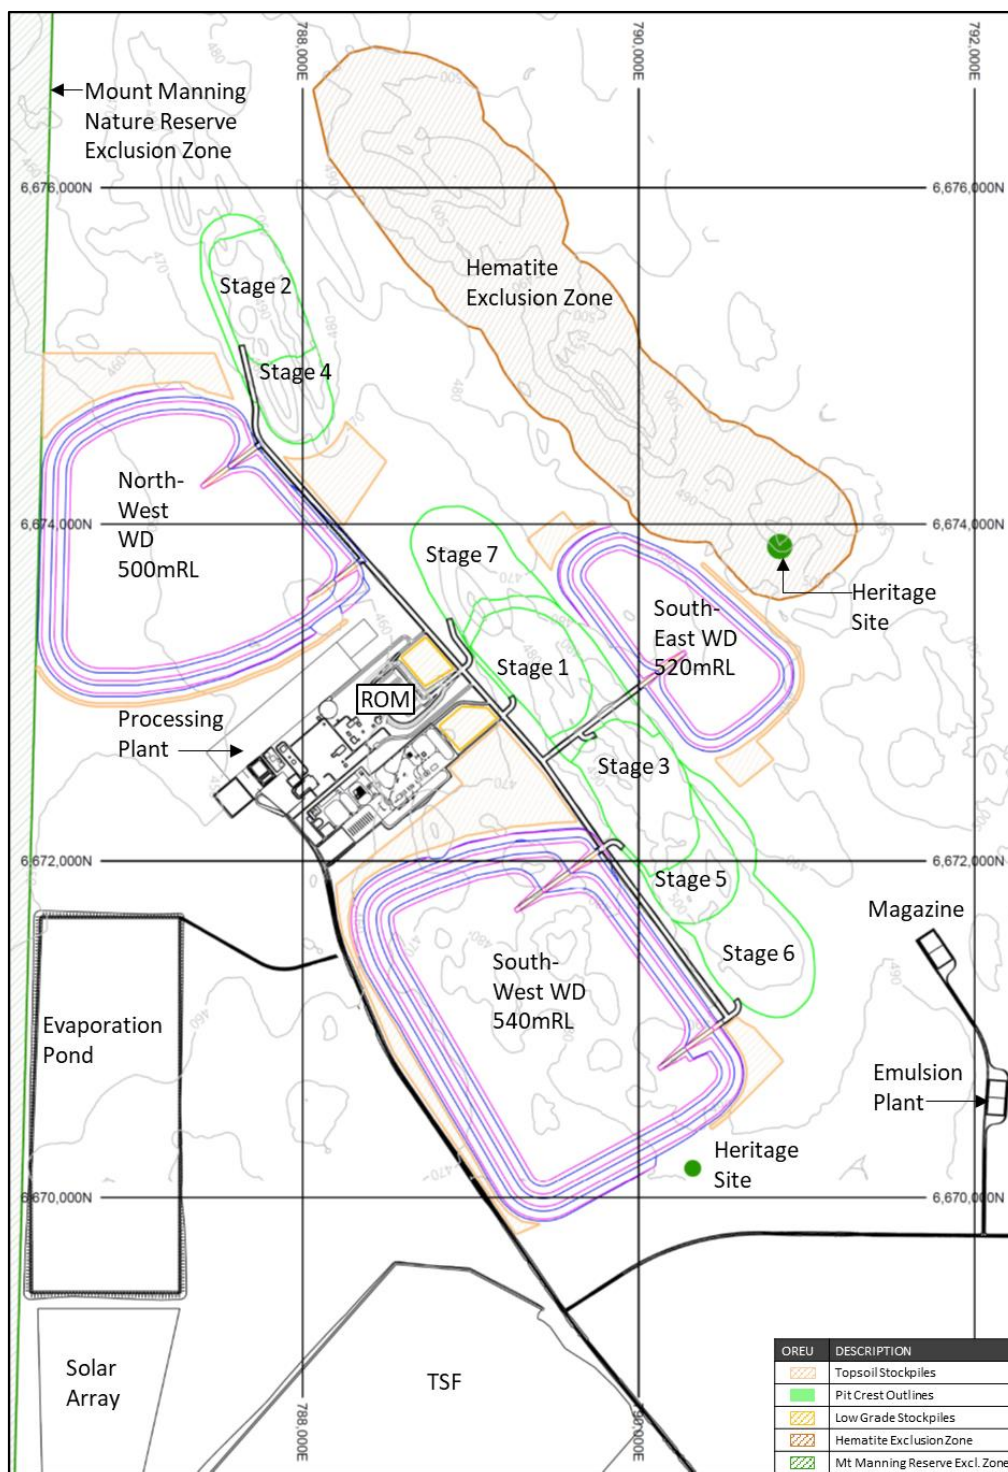 788,000E
790,000E
792,000E
Mount Manning
Nature Reserve
Exclusion Zone
6,676,000N
6,676,000N
Hematite
Exclusion Zone
Stage 2
Stage 4
North-
West
WD
500mRL
6,674,000N
6,674,000N
Stage 7
Heritage
Site
South-
East WD
520mRL
Stage 1
ROM
Processing
Plant
Stage 3
6,672,000N
6,672,000N
Stage 5
Magazine
Stage 6
South-
West WD
540mRL
Evaporation
Pond
Emulsion
Plant
Heritage
Site
6,670,000N
6,670,000N
Solar
Array
TSF
788,000E
790,000E
OREU DESCRIPTION
Topsoil Stockpiles
Pit Crest Outlines
Low Grade Stockpiles
Hematite Exclusion Zone
Mt Manning Reserve Excl. Zone